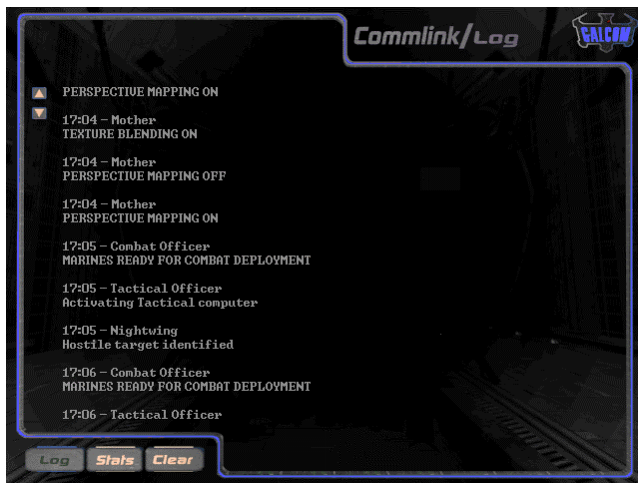 Commlink/Log
GALCOM
PERSPECTIVE MAPPING ON
17:04 - Mother
TEXTURE BLENDING ON
17:04 - Mother
PERSPECTIVE MAPPING OFF
17:04 - Mother
PERSPECTIVE MAPPING ON
17:05 - Combat Officer
MARINES READY FOR COMBAT DEPLOYMENT
17:05 - Tactical Officer
Activating Tactical computer
17:05 - Nightwing
Hostile target identified
17:06 - Combat Officer
MARINES READY FOR COMBAT DEPLOYMENT
17:06 - Tactical Officer
Log Stats Clear